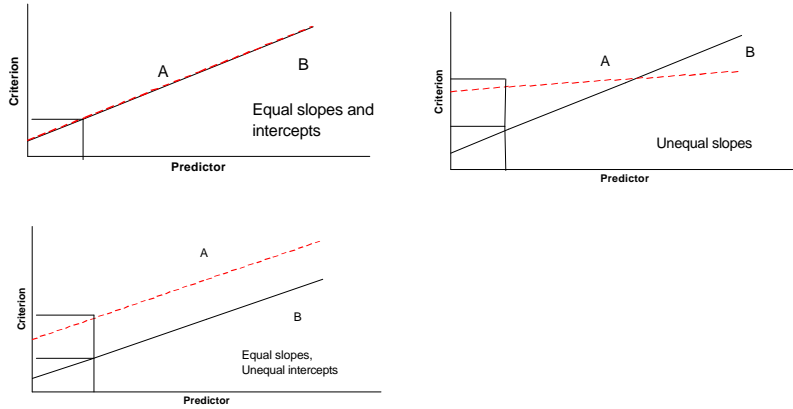 Criterion
A
B
Equal slopes and
intercepts
Predictor
Criterion
A
B
Unequal slopes
Predictor
Criterion
A
B
Equal slopes,
Unequal intercepts
Predictor